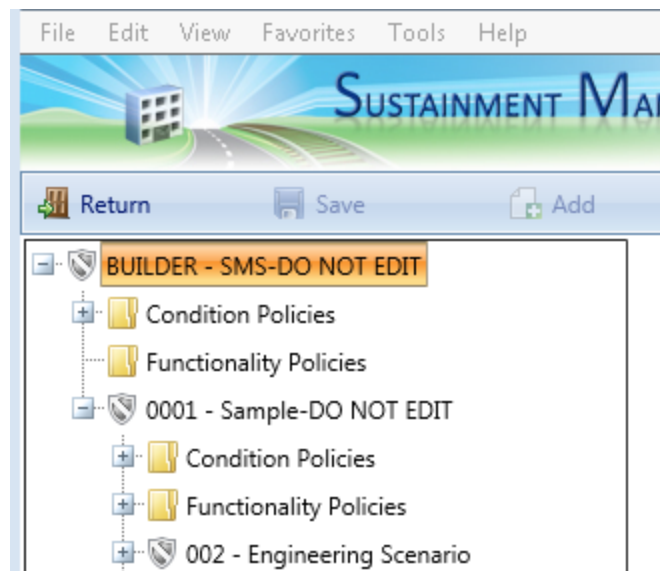 File Edit View Favorites Tools Help
SUSTAINMENT MA
Return Save Add
BUILDER - SMS-DO NOT EDIT
Condition Policies
Functionality Policies
0001 - Sample-DO NOT EDIT
Condition Policies
Functionality Policies
002 - Engineering Scenario